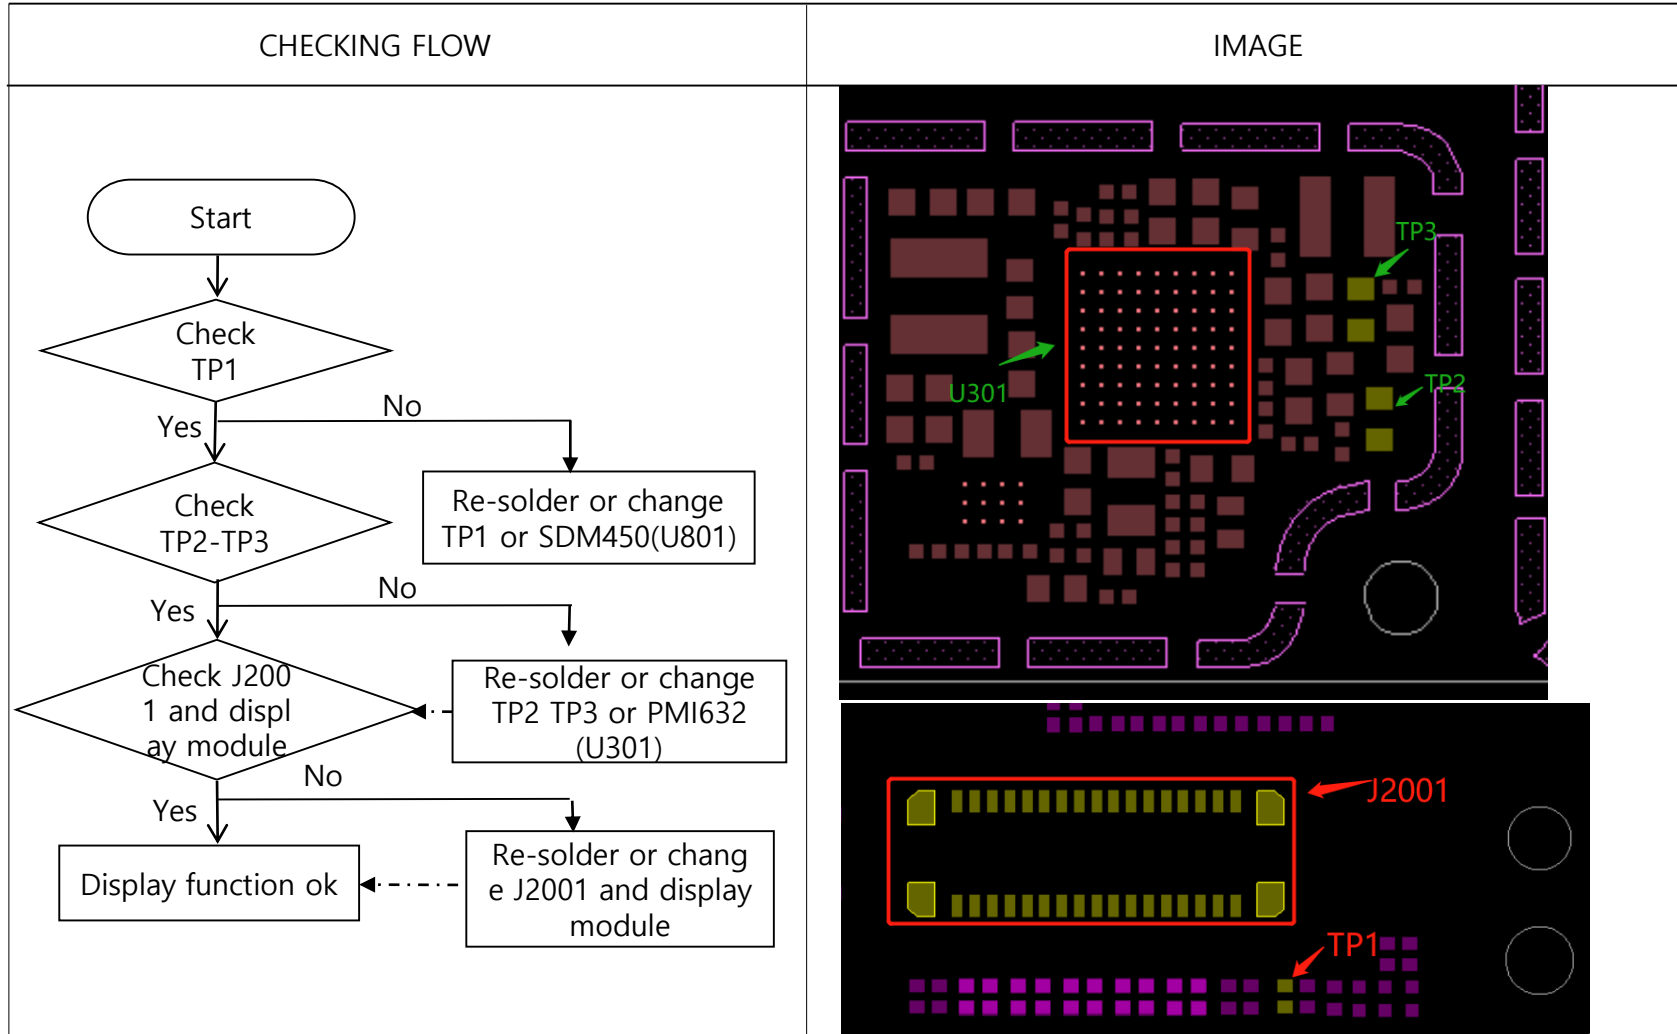 CHECKING FLOW
IMAGE
Start
Check
TP1
No
Yes
Re-solder or change
TP1 or SDM450(U801)
Check
TP2-TP3
No
Yes
Re-solder or change
TP2 TP3 or PMI632
(U301)
Check J200
1 and displ
ay module
No
Yes
Re-solder or chang
e J2001 and display
module
Display function ok
TP3
TP2
U301
J2001
TP1